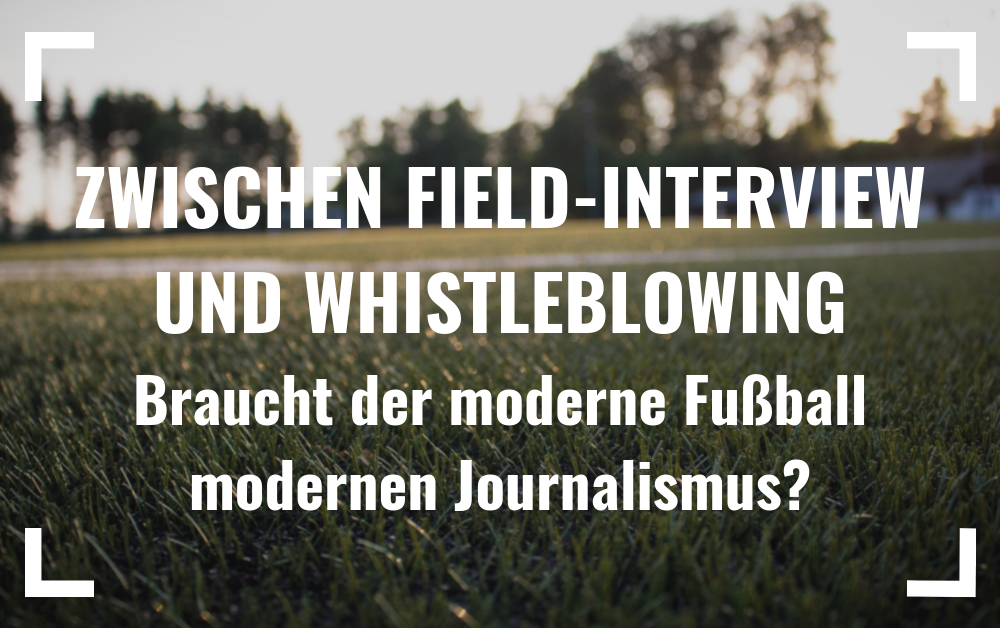 ZWISCHEN FIELD-INTERVIEW
UND WHISTLEBLOWING
Braucht der moderne Fußball
modernen Journalismus?